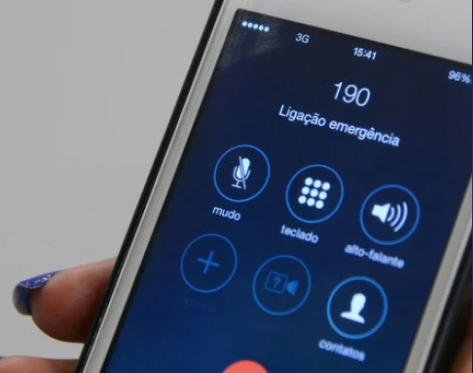 3G 15:41 96%
190
Ligação emergência
mudo teclado alto-falante
contatos